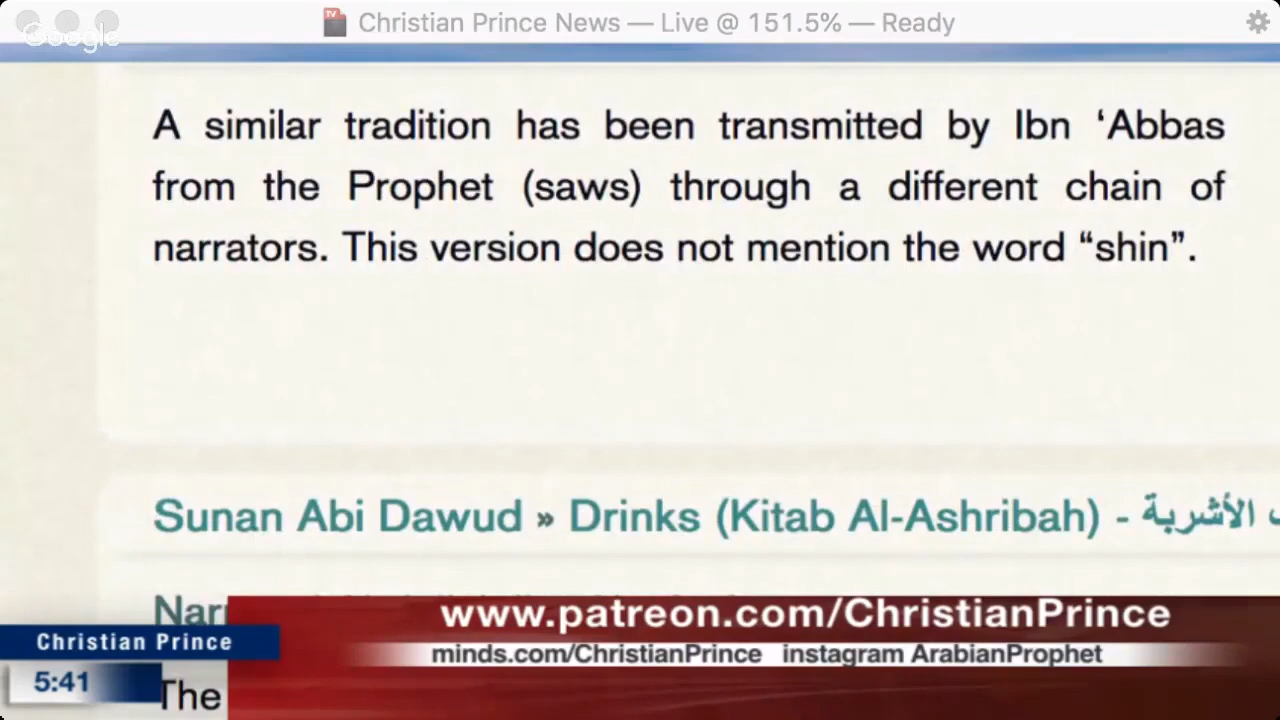 Christian Prince News — Live @ 151.5% — Ready
Google
A similar tradition has been transmitted by Ibn ‘Abbas
from the Prophet (saws) through a different chain of
narrators. This version does not mention the word “shin”.
Sunan Abi Dawud » Drinks (Kitab Al-Ashribah) - الأشربة
www.patreon.com/ChristianPrince
Christian Prince
minds.com/ChristianPrince instagram ArabianProphet
5:41
The